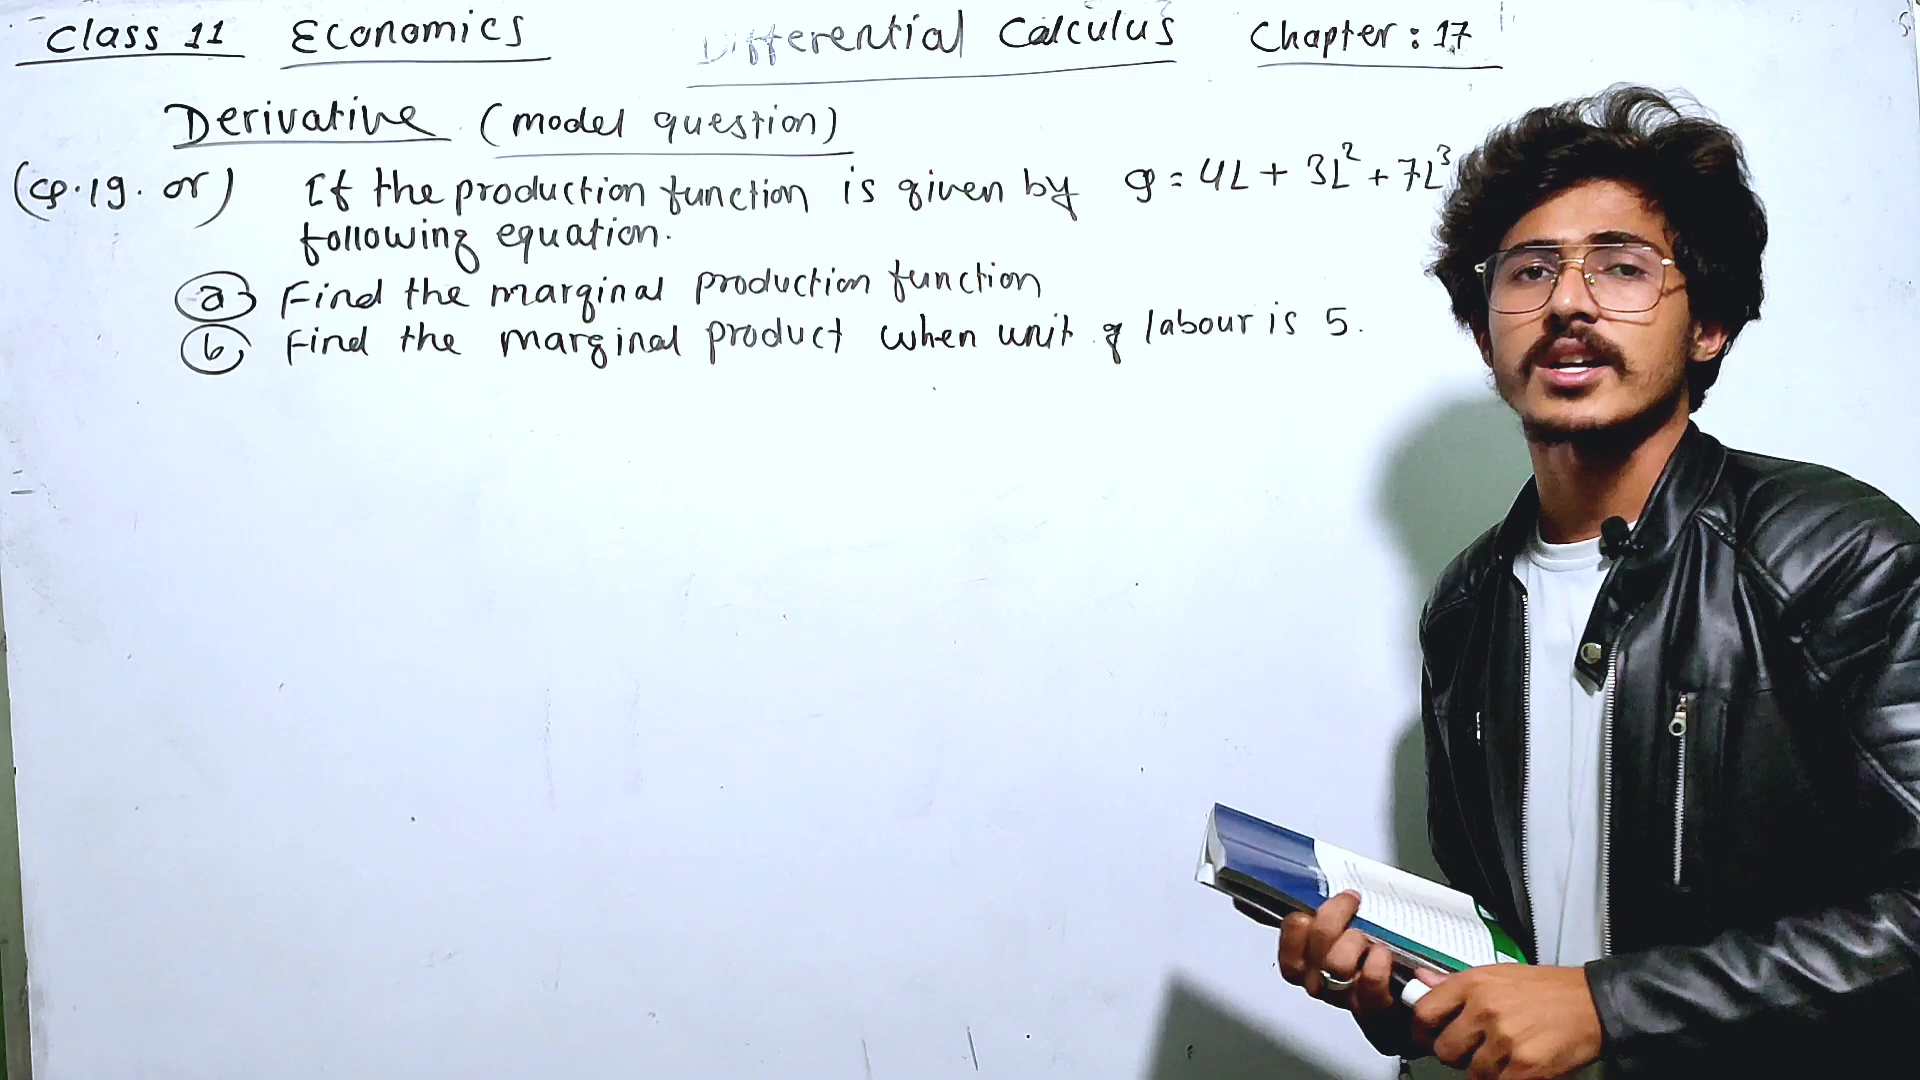 Class 11 Economics Differential Calculus Chapter : 17
Derivative (model question)
(Q.19. or) If the production function is given by Q = 4L + 3L² + 7L³
following equation.
(a) Find the marginal production function
(b) Find the marginal product when unit of labour is 5.